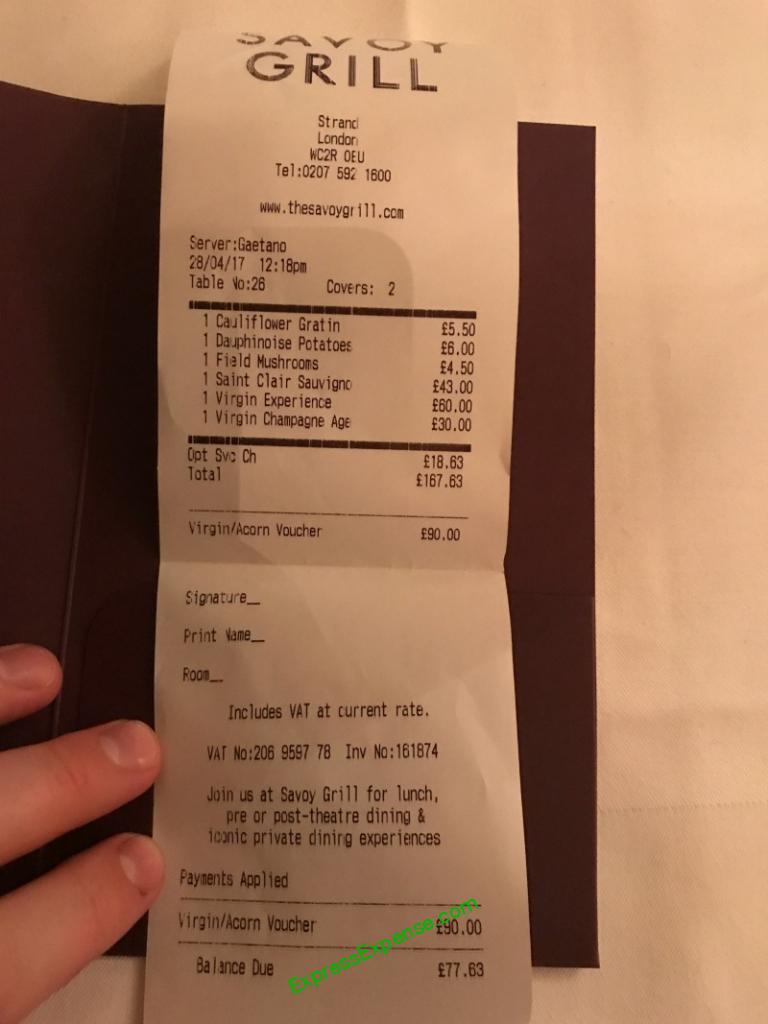 SAVOY
GRILL
Strand
London
WC2R 0EU
Tel:0207 592 1600
www.thesavoygrill.com
Server:Gaetano
28/04/17 12:18pm
Table No:26 Covers: 2
1 Cauliflower Gratin £5.50
1 Dauphinoise Potatoes £6.00
1 Field Mushrooms £4.50
1 Saint Clair Sauvigno £43.00
1 Virgin Experience £60.00
1 Virgin Champagne Age £30.00
Opt Svc Ch £18.63
Total £167.63
Virgin/Acorn Voucher £90.00
Signature_
Print Name_
Room_
Includes VAT at current rate.
VAT No:206 9597 78 Inv No:161874
Join us at Savoy Grill for lunch,
pre or post-theatre dining &
iconic private dining experiences
Payments Applied
Virgin/Acorn Voucher £90.00
Balance Due £77.63
ExpressExpense.com